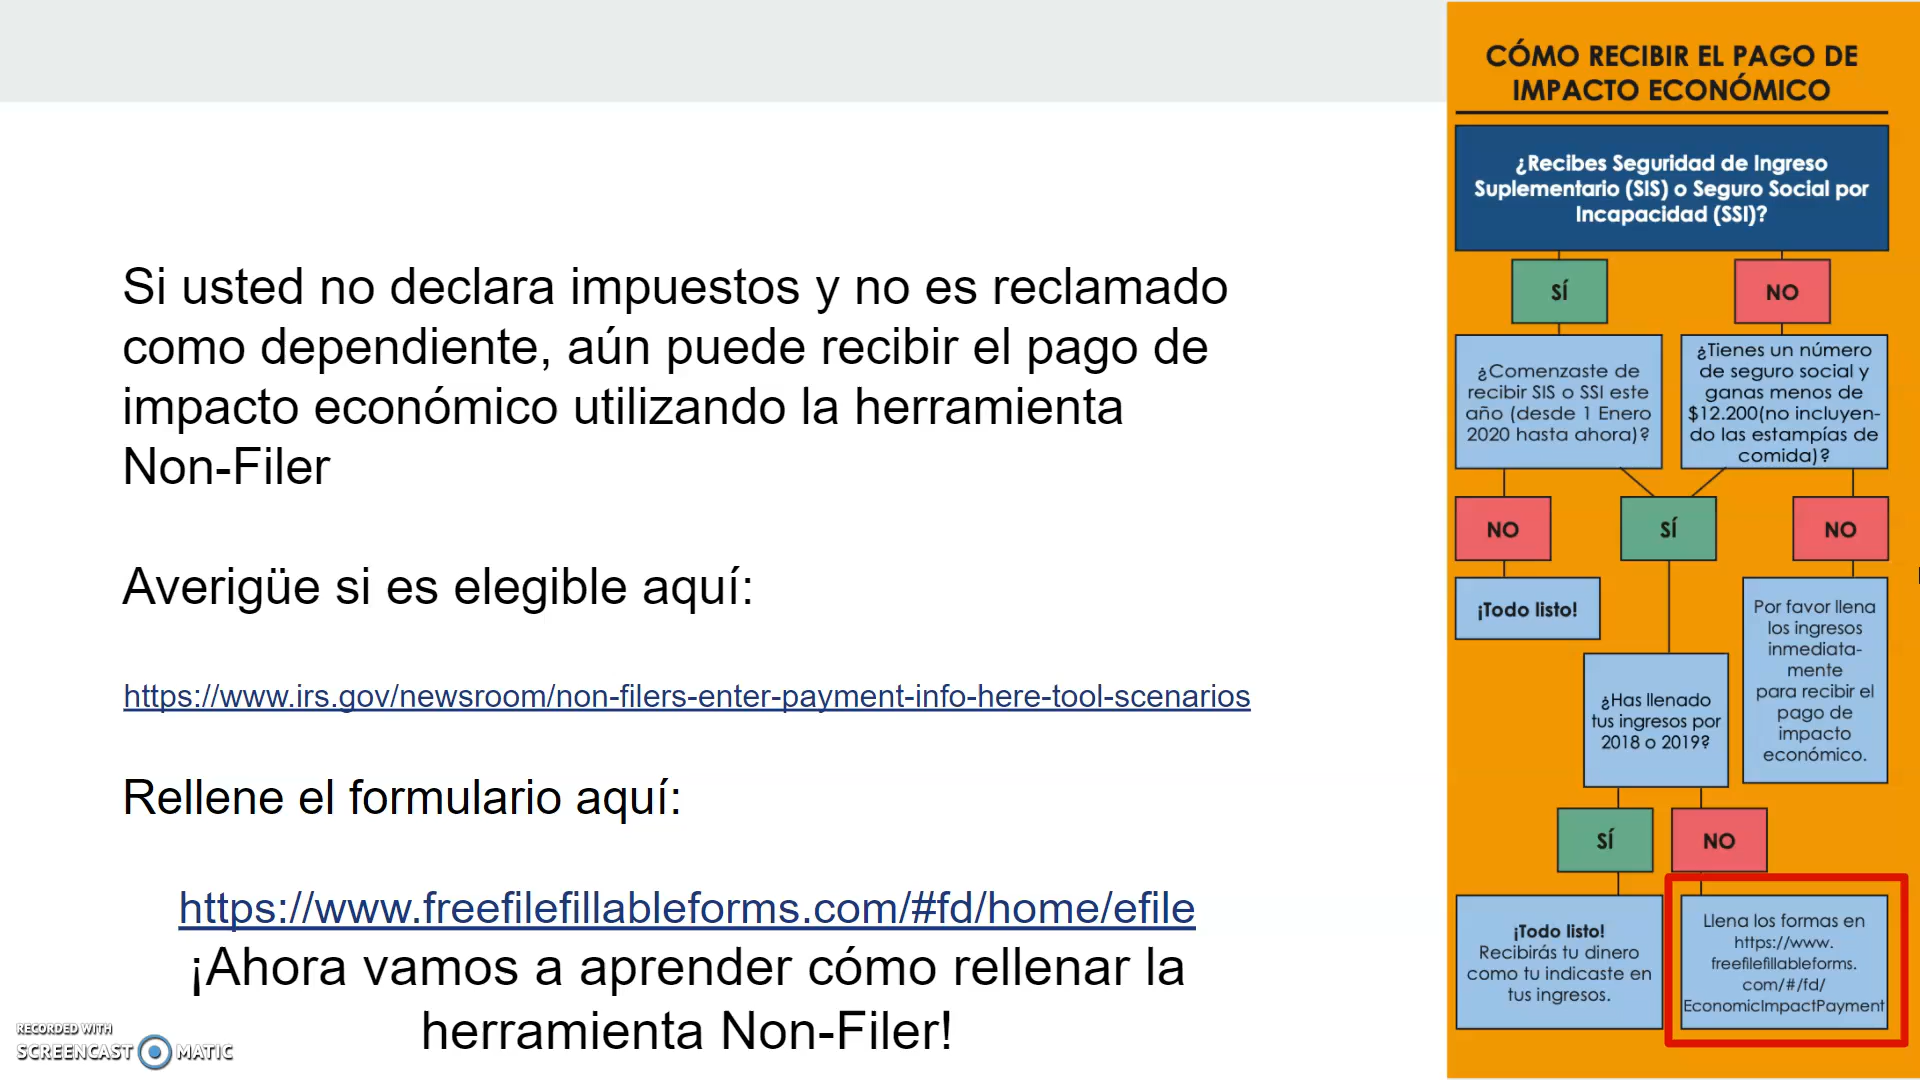 Si usted no declara impuestos y no es reclamado
como dependiente, aún puede recibir el pago de
impacto económico utilizando la herramienta
Non-Filer
Averigüe si es elegible aquí:
https://www.irs.gov/newsroom/non-filers-enter-payment-info-here-tool-scenarios
Rellene el formulario aquí:
https://www.freefilefillableforms.com/#fd/home/efile
¡Ahora vamos a aprender cómo rellenar la
herramienta Non-Filer!
RECORDED WITH
SCREENCAST MATIC
CÓMO RECIBIR EL PAGO DE
IMPACTO ECONÓMICO
¿Recibes Seguridad de Ingreso
Suplementario (SIS) o Seguro Social por
Incapacidad (SSI)?
SÍ
NO
¿Comenzaste de
recibir SIS o SSI este
año (desde 1 Enero
2020 hasta ahora)?
¿Tienes un número
de seguro social y
ganas menos de
$12.200(no incluyen-
do las estampías de
comida)?
NO
SÍ
NO
¡Todo listo!
Por favor llena
los ingresos
inmediata-
mente
para recibir el
pago de
impacto
económico.
¿Has llenado
tus ingresos por
2018 o 2019?
SÍ
NO
¡Todo listo!
Recibirás tu dinero
como tu indicaste en
tus ingresos.
Llena los formas en
https://www.
freefilefillableforms.
com/#/fd/
EconomicImpactPayment